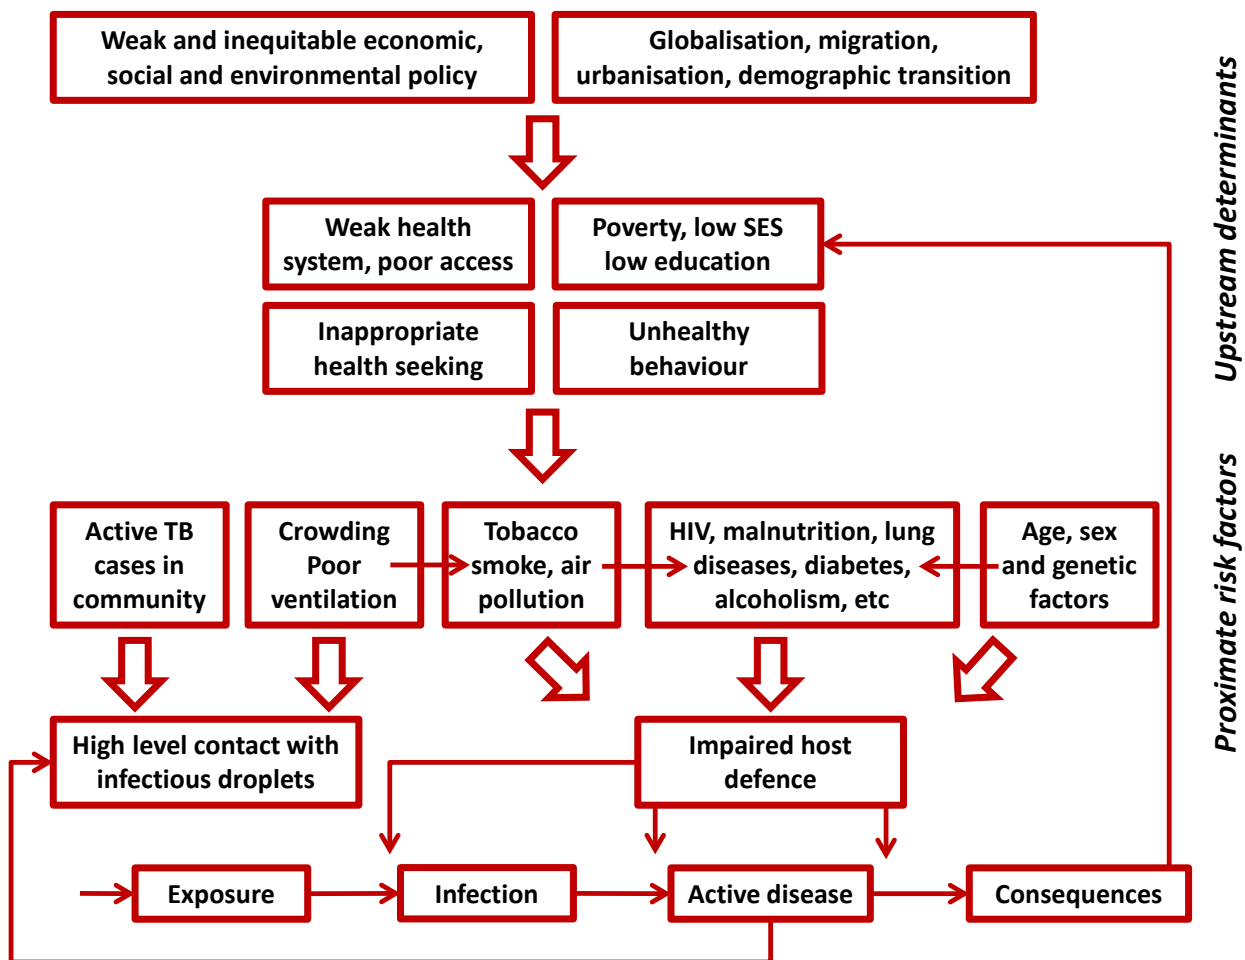 Weak and inequitable economic,
social and environmental policy
Globalisation, migration,
urbanisation, demographic transition
Upstream determinants
Weak health
system, poor access
Poverty, low SES
low education
Inappropriate
health seeking
Unhealthy
behaviour
Proximate risk factors
Active TB
cases in
community
Crowding
Poor
ventilation
Tobacco
smoke, air
pollution
HIV, malnutrition, lung
diseases, diabetes,
alcoholism, etc
Age, sex
and genetic
factors
High level contact with
infectious droplets
Impaired host
defence
Exposure
Infection
Active disease
Consequences